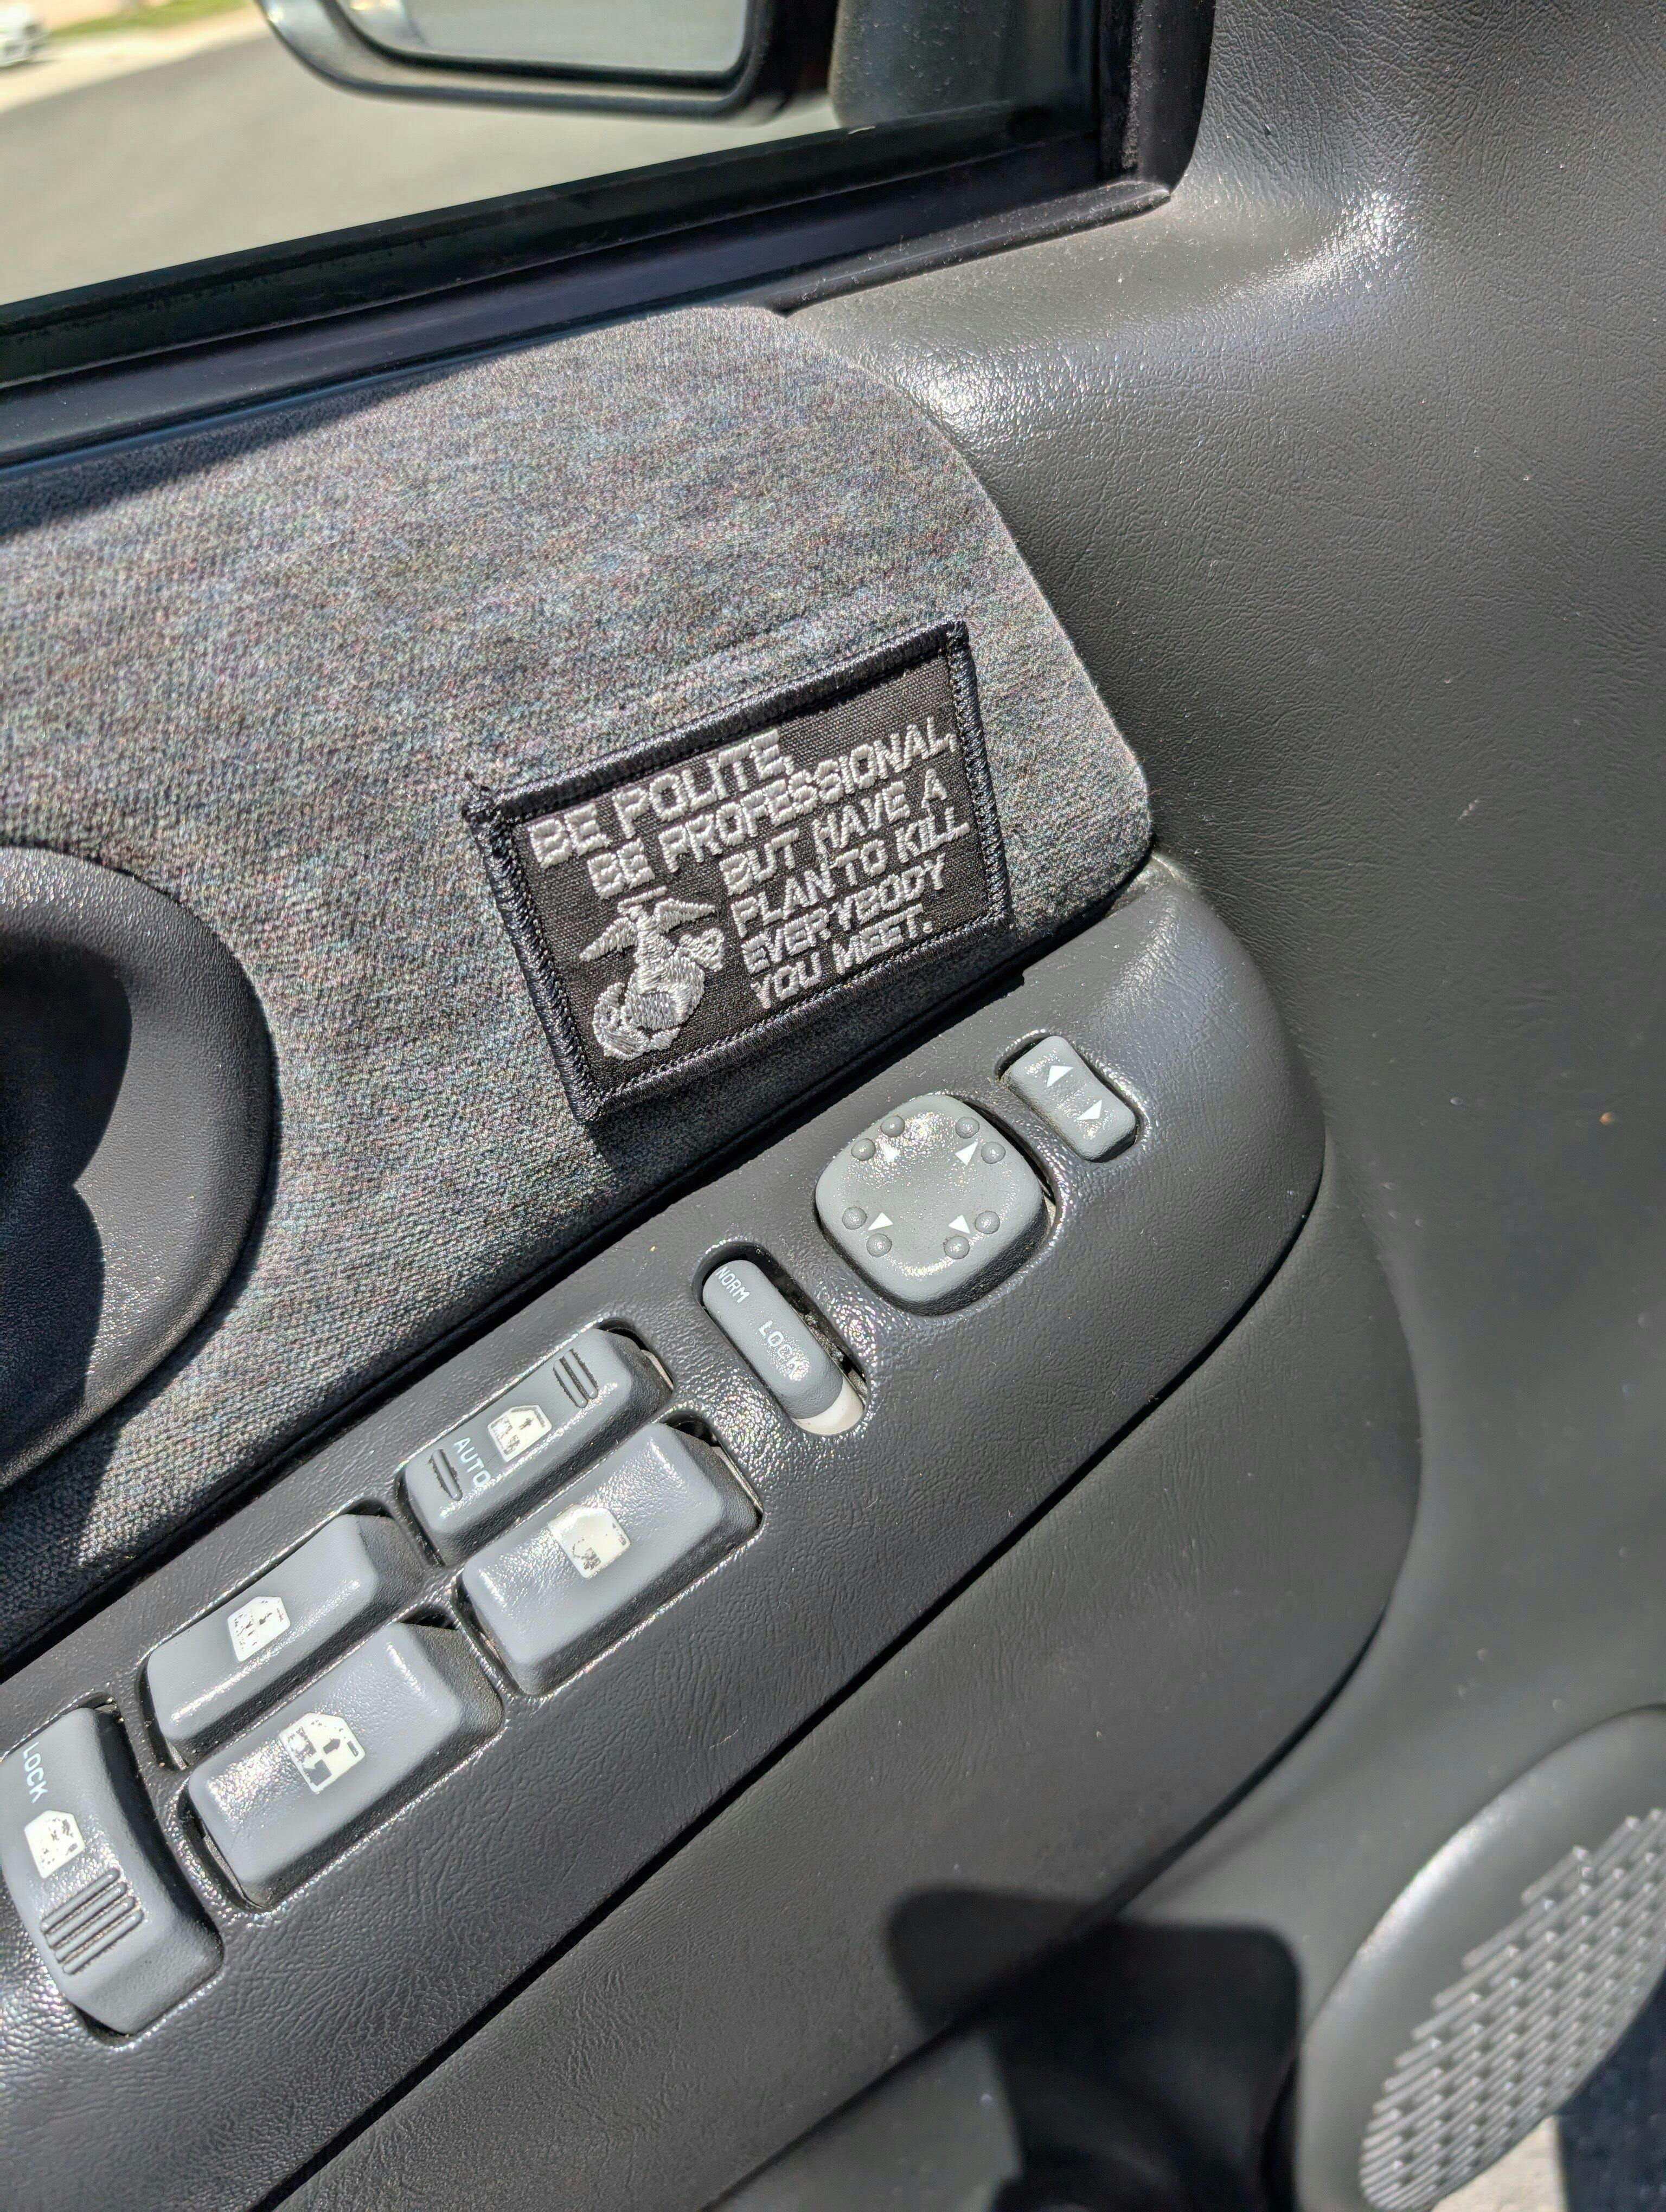 BE POLITE,
BE PROFESSIONAL
BUT HAVE A
PLAN TO KILL
EVERYBODY
YOU MEET.
NORM
LOCK
AUTO
LOCK